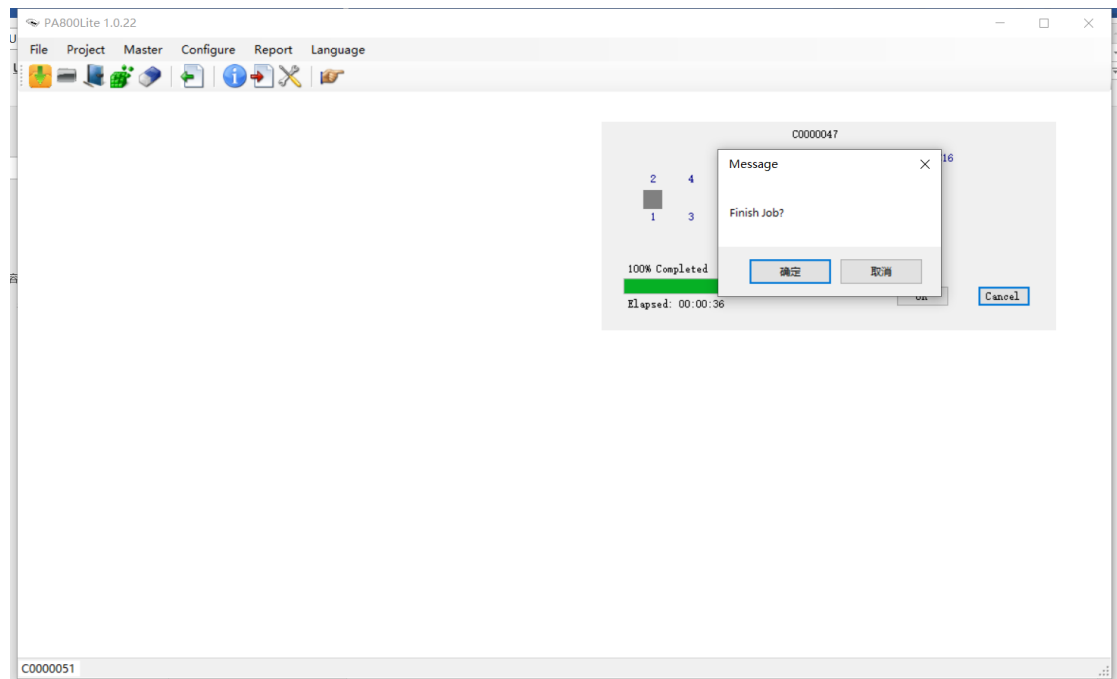 PA800Lite 1.0.22
File Project Master Configure Report Language
C0000047
Message
16
2 4
Finish Job?
1 3
100% Completed
确定 取消
Cancel
Elapsed: 00:00:36
C0000051